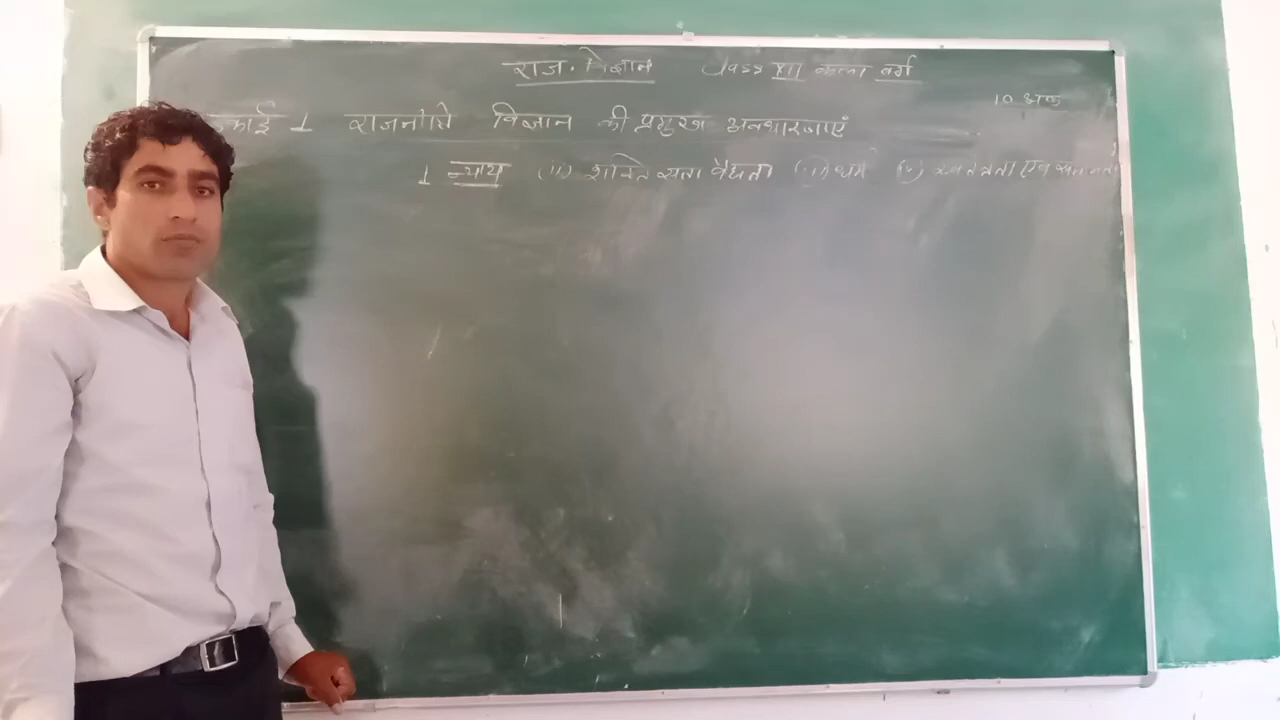 राज. विज्ञान Class XII कला वर्ग
10 अंक
इकाई 1 राजनीति विज्ञान की प्रमुख अवधारणाएं
1 न्याय (ii) शक्ति सत्ता वैधता (iii) धर्म (iv) स्वतंत्रता एवं समानता